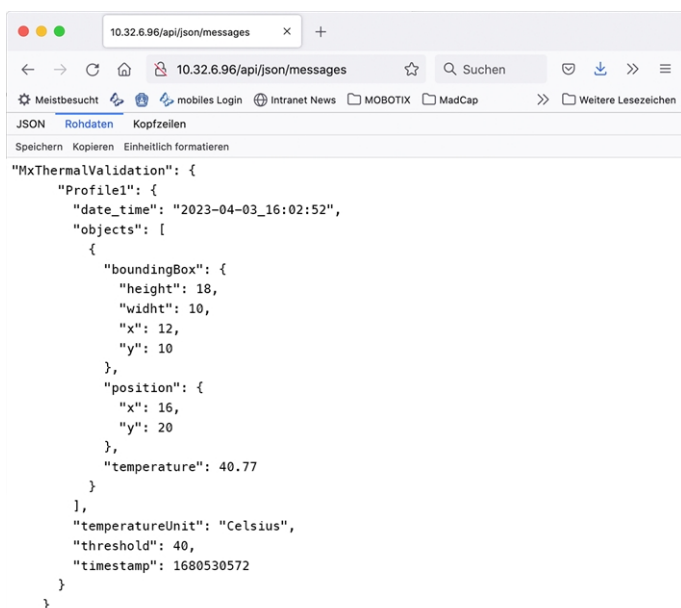 10.32.6.96/api/json/messages
10.32.6.96/api/json/messages
Suchen
Meistbesucht mobiles Login Intranet News MOBOTIX MadCap Weitere Lesezeichen
JSON Rohdaten Kopfzeilen
Speichern Kopieren Einheitlich formatieren
"MxThermalValidation": {
"Profile1": {
"date_time": "2023-04-03_16:02:52",
"objects": [
{
"boundingBox": {
"height": 18,
"widht": 10,
"x": 12,
"y": 10
},
"position": {
"x": 16,
"y": 20
},
"temperature": 40.77
}
],
"temperatureUnit": "Celsius",
"threshold": 40,
"timestamp": 1680530572
}
}